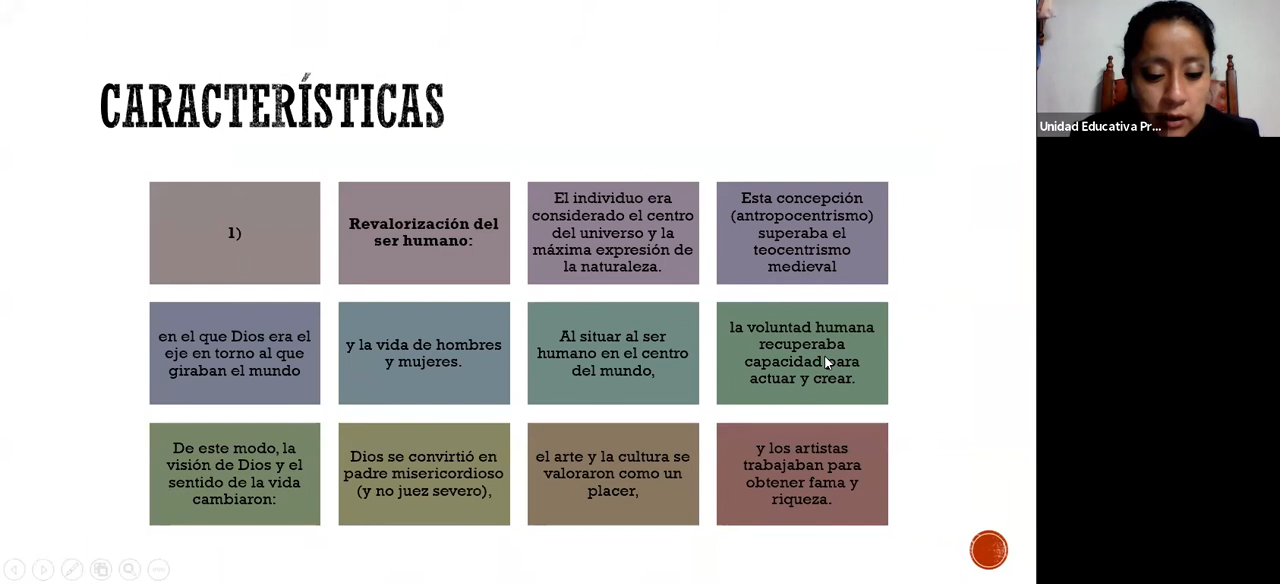 CARACTERÍSTICAS
1)
Revalorización del
ser humano:
El individuo era
considerado el centro
del universo y la
máxima expresión de
la naturaleza.
Esta concepción
(antropocentrismo)
superaba el
teocentrismo
medieval
en el que Dios era el
eje en torno al que
giraban el mundo
y la vida de hombres
y mujeres.
Al situar al ser
humano en el centro
del mundo,
la voluntad humana
recuperaba
capacidad para
actuar y crear.
De este modo, la
visión de Dios y el
sentido de la vida
cambiaron:
Dios se convirtió en
padre misericordioso
(y no juez severo),
el arte y la cultura se
valoraron como un
placer,
y los artistas
trabajaban para
obtener fama y
riqueza.
Unidad Educativa Pr...